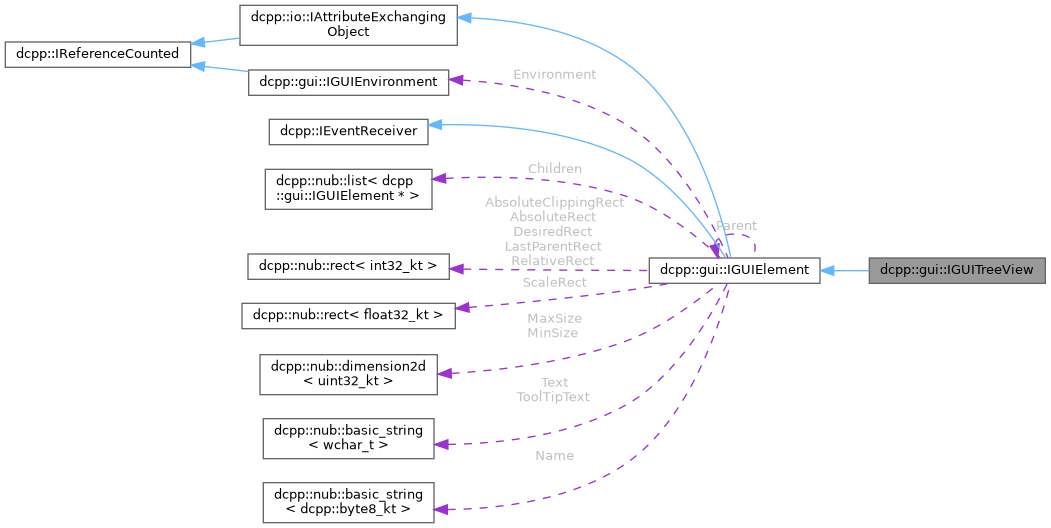 dcpp::io::IAttributeExchanging
Object
dcpp::IReferenceCounted
dcpp::gui::IGUIEnvironment
Environment
dcpp::IEventReceiver
Children
dcpp::nub::list< dcpp
::gui::IGUIElement * >
AbsoluteClippingRect
AbsoluteRect
DesiredRect
LastParentRect
RelativeRect
Parent
dcpp::nub::rect< int32_kt >
dcpp::gui::IGUIElement
dcpp::gui::IGUITreeView
ScaleRect
dcpp::nub::rect< float32_kt >
MaxSize
MinSize
dcpp::nub::dimension2d
< uint32_kt >
Text
ToolTipText
dcpp::nub::basic_string
< wchar_t >
Name
dcpp::nub::basic_string
< dcpp::byte8_kt >